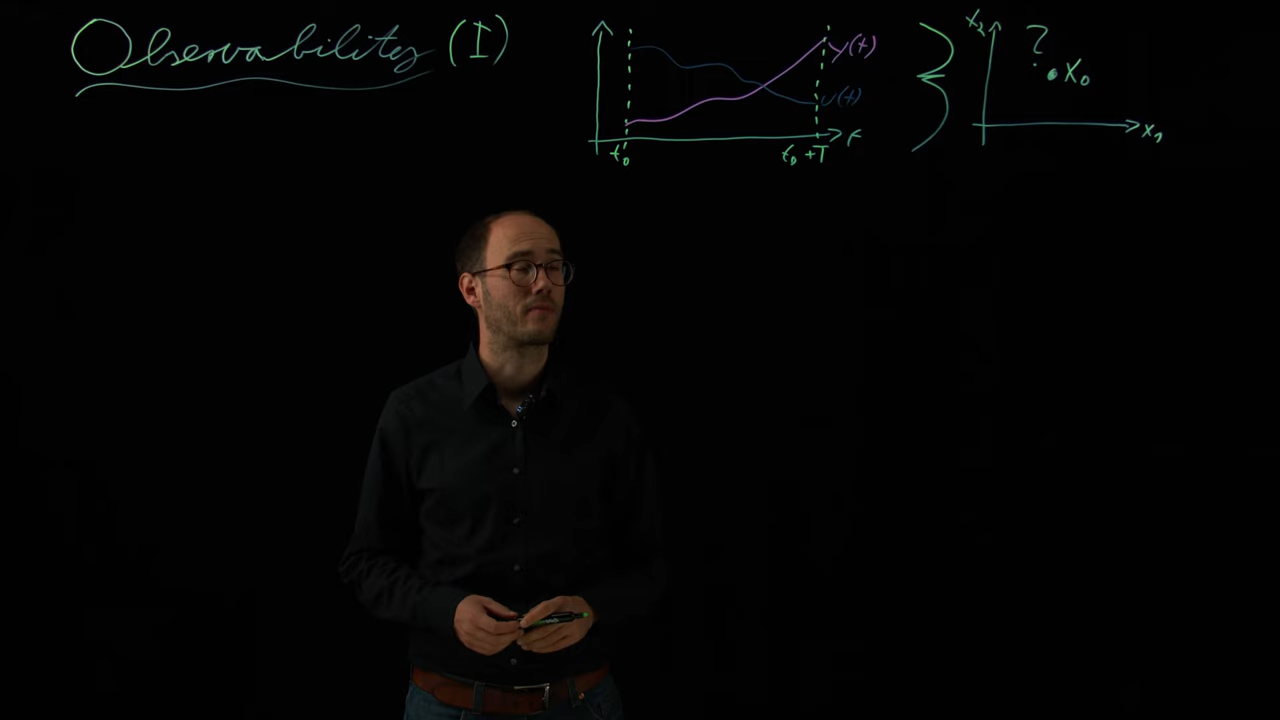 Observability (I)
y(t)
u(t)
t
t₀
t₀+T
x₂
?
x₀
x₁